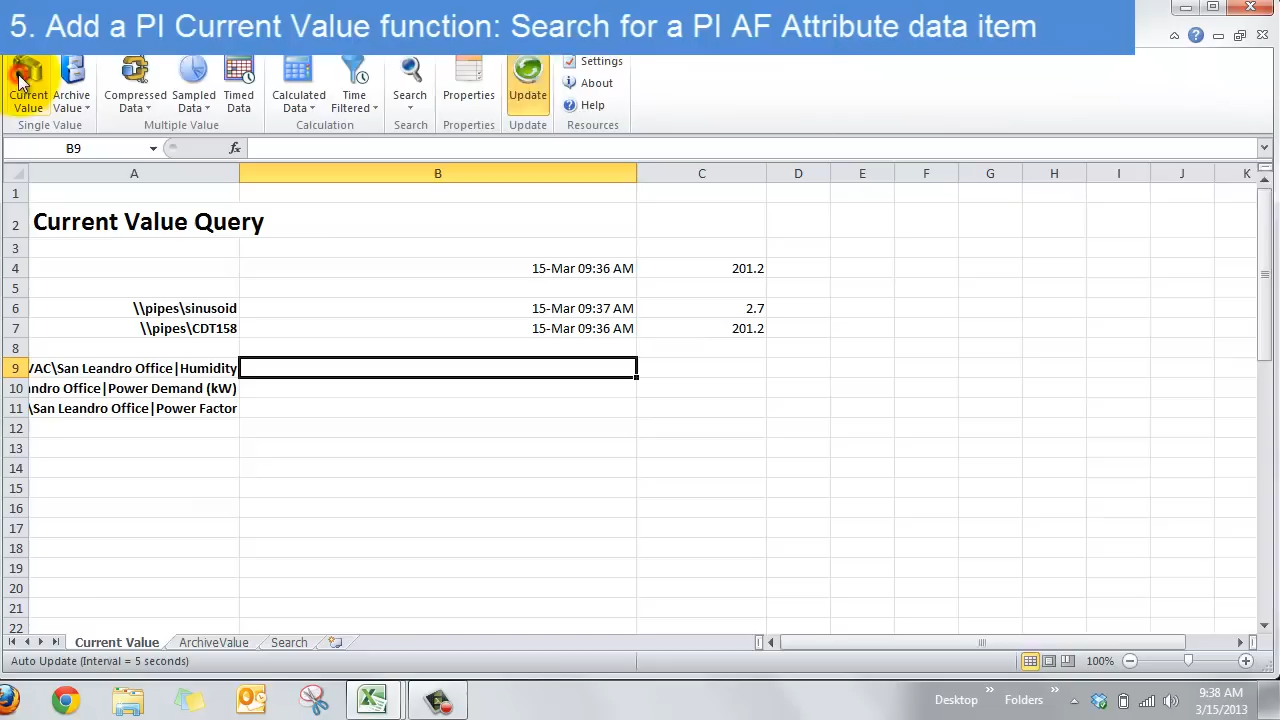 5. Add a PI Current Value function: Search for a PI AF Attribute data item
Current Value
Archive Value
Compressed Data
Sampled Data
Timed Data
Calculated Data
Time Filtered
Search
Properties
Update
Settings
About
Help
Single Value
Multiple Value
Calculation
Search
Properties
Update
Resources
B9
fx
A B C D E F G H I J K
1
2 Current Value Query
3
4 15-Mar 09:36 AM 201.2
5
6 \\pipes\sinusoid 15-Mar 09:37 AM 2.7
7 \\pipes\CDT158 15-Mar 09:36 AM 201.2
8
9 VAC\San Leandro Office|Humidity
10 ndro Office|Power Demand (kW)
11 \San Leandro Office|Power Factor
12
13
14
15
16
17
18
19
20
21
22
Current Value ArchiveValue Search
Auto Update (Interval = 5 seconds) 100%
Desktop » Folders » 9:38 AM
3/15/2013